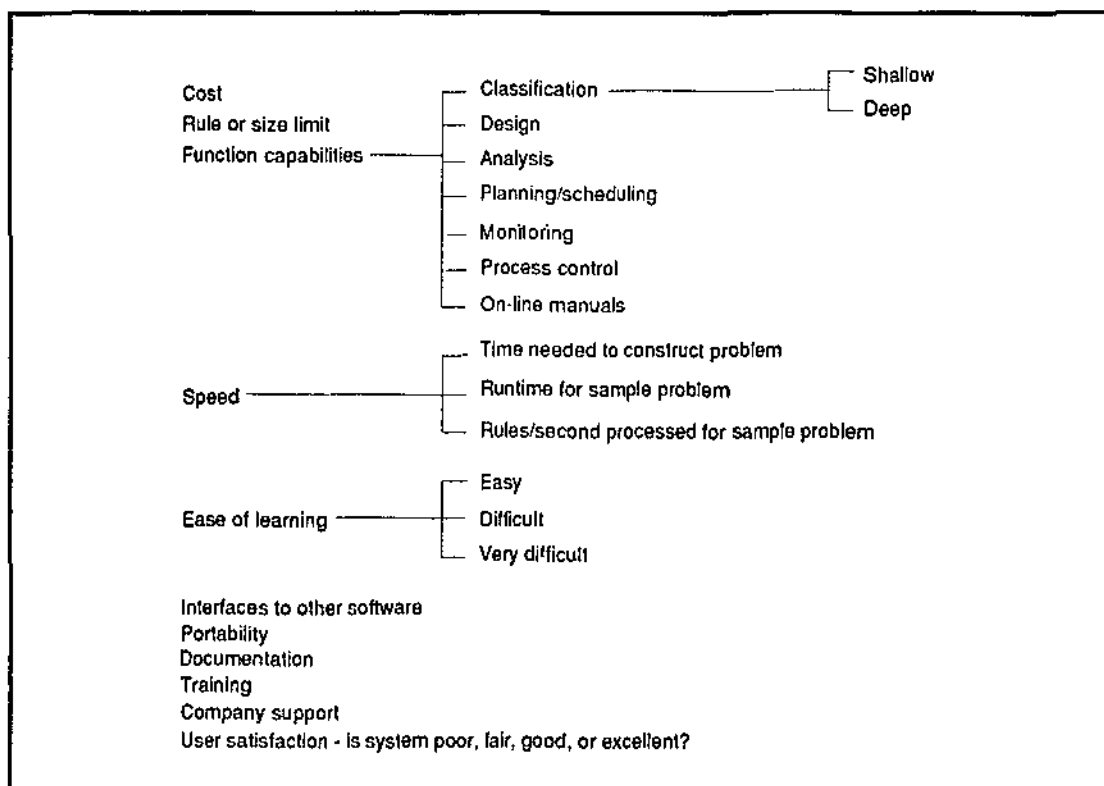 Cost
Rule or size limit
Function capabilities
Classification
Shallow
Deep
Design
Analysis
Planning/scheduling
Monitoring
Process control
On-line manuals
Speed
Time needed to construct problem
Runtime for sample problem
Rules/second processed for sample problem
Ease of learning
Easy
Difficult
Very difficult
Interfaces to other software
Portability
Documentation
Training
Company support
User satisfaction - is system poor, fair, good, or excellent?